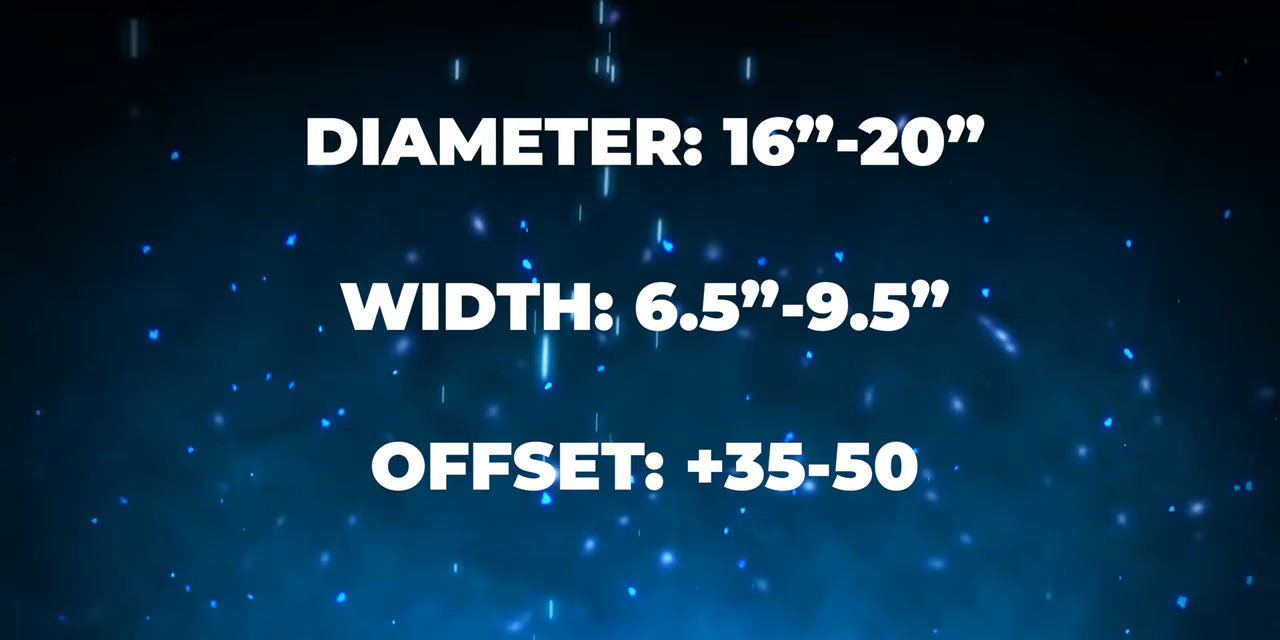 DIAMETER: 16”-20”
WIDTH: 6.5”-9.5”
OFFSET: +35-50